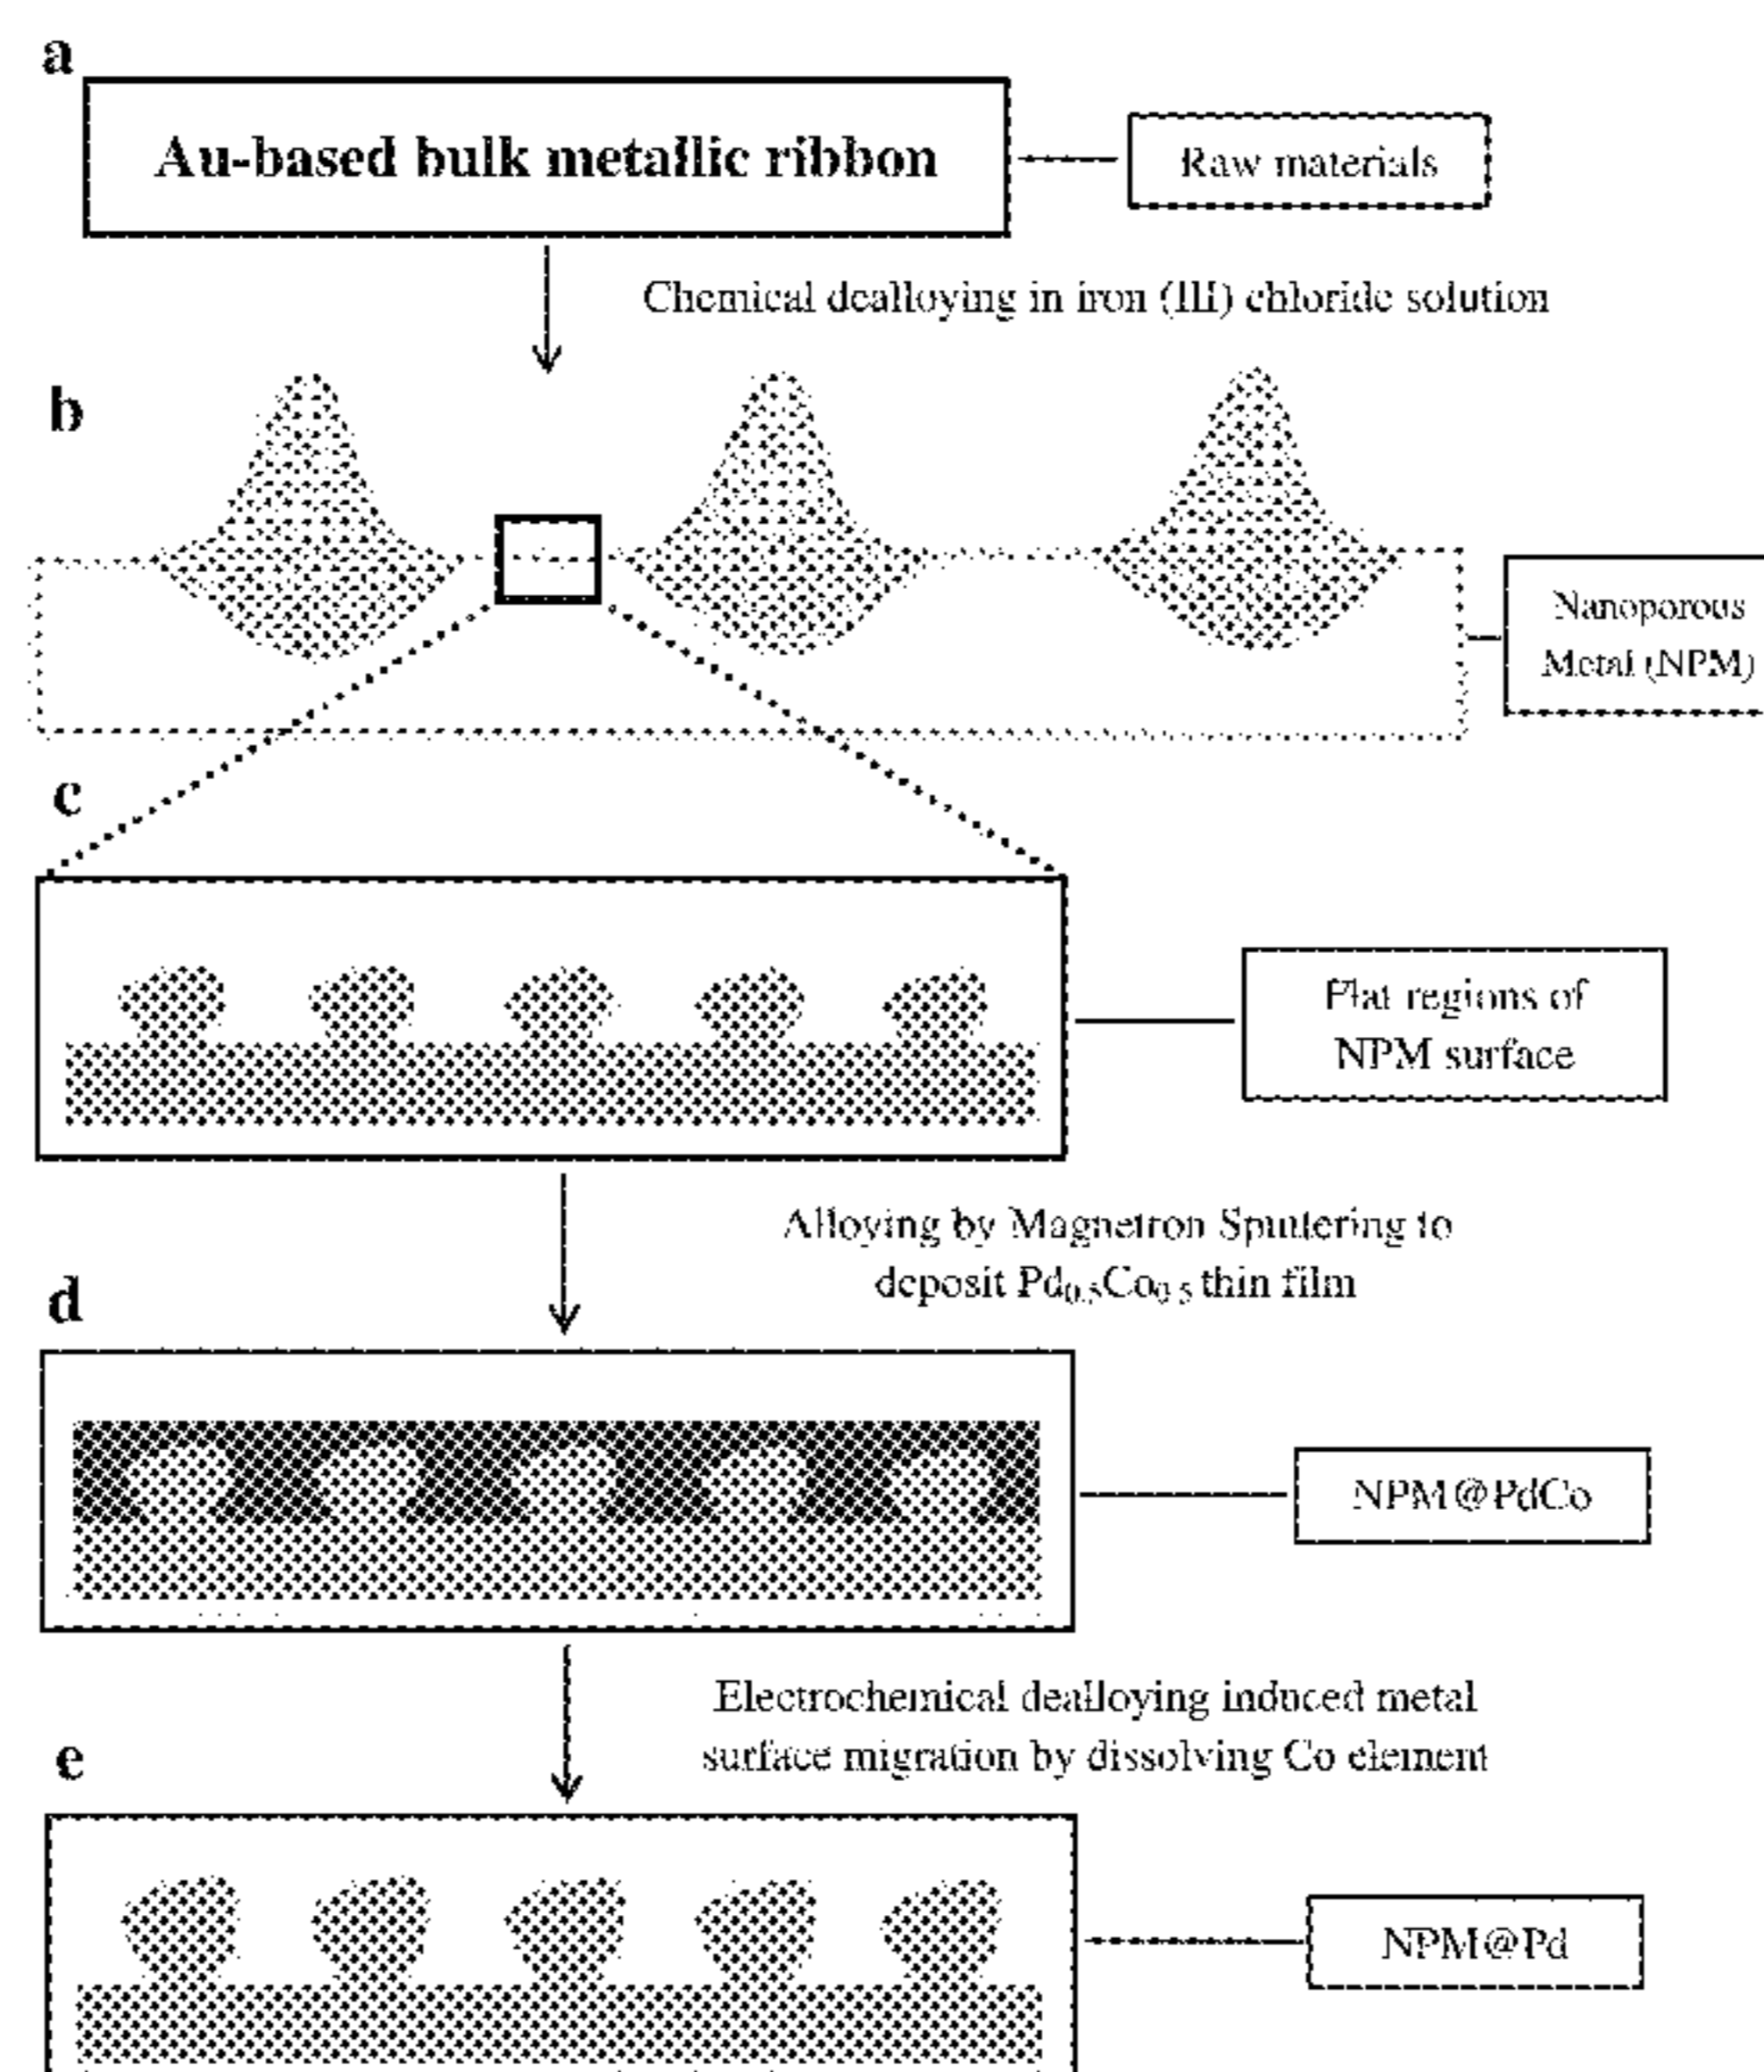 a
Au-based bulk metallic ribbon
Raw materials
Chemical dealloying in iron (III) chloride solution
b
Nanoporous
Metal (NPM)
c
Flat regions of
NPM surface
Alloying by Magnetron Sputtering to
deposit Pd0.5Co0.5 thin film
d
NPM@PdCo
Electrochemical dealloying induced metal
surface migration by dissolving Co element
e
NPM@Pd